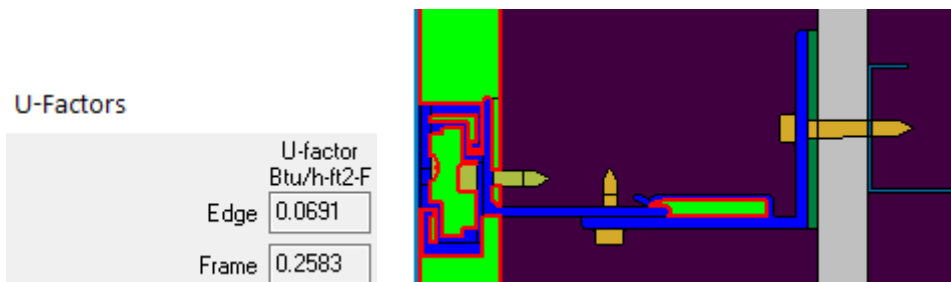 U-Factors
U-factor
Btu/h-ft2-F
Edge 0.0691
Frame 0.2583